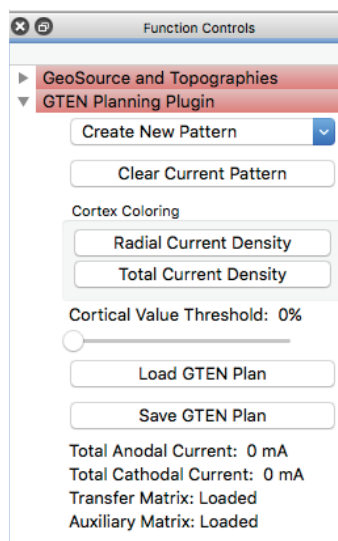 Function Controls
GeoSource and Topographies
GTEN Planning Plugin
Create New Pattern
Clear Current Pattern
Cortex Coloring
Radial Current Density
Total Current Density
Cortical Value Threshold: 0%
Load GTEN Plan
Save GTEN Plan
Total Anodal Current: 0 mA
Total Cathodal Current: 0 mA
Transfer Matrix: Loaded
Auxiliary Matrix: Loaded